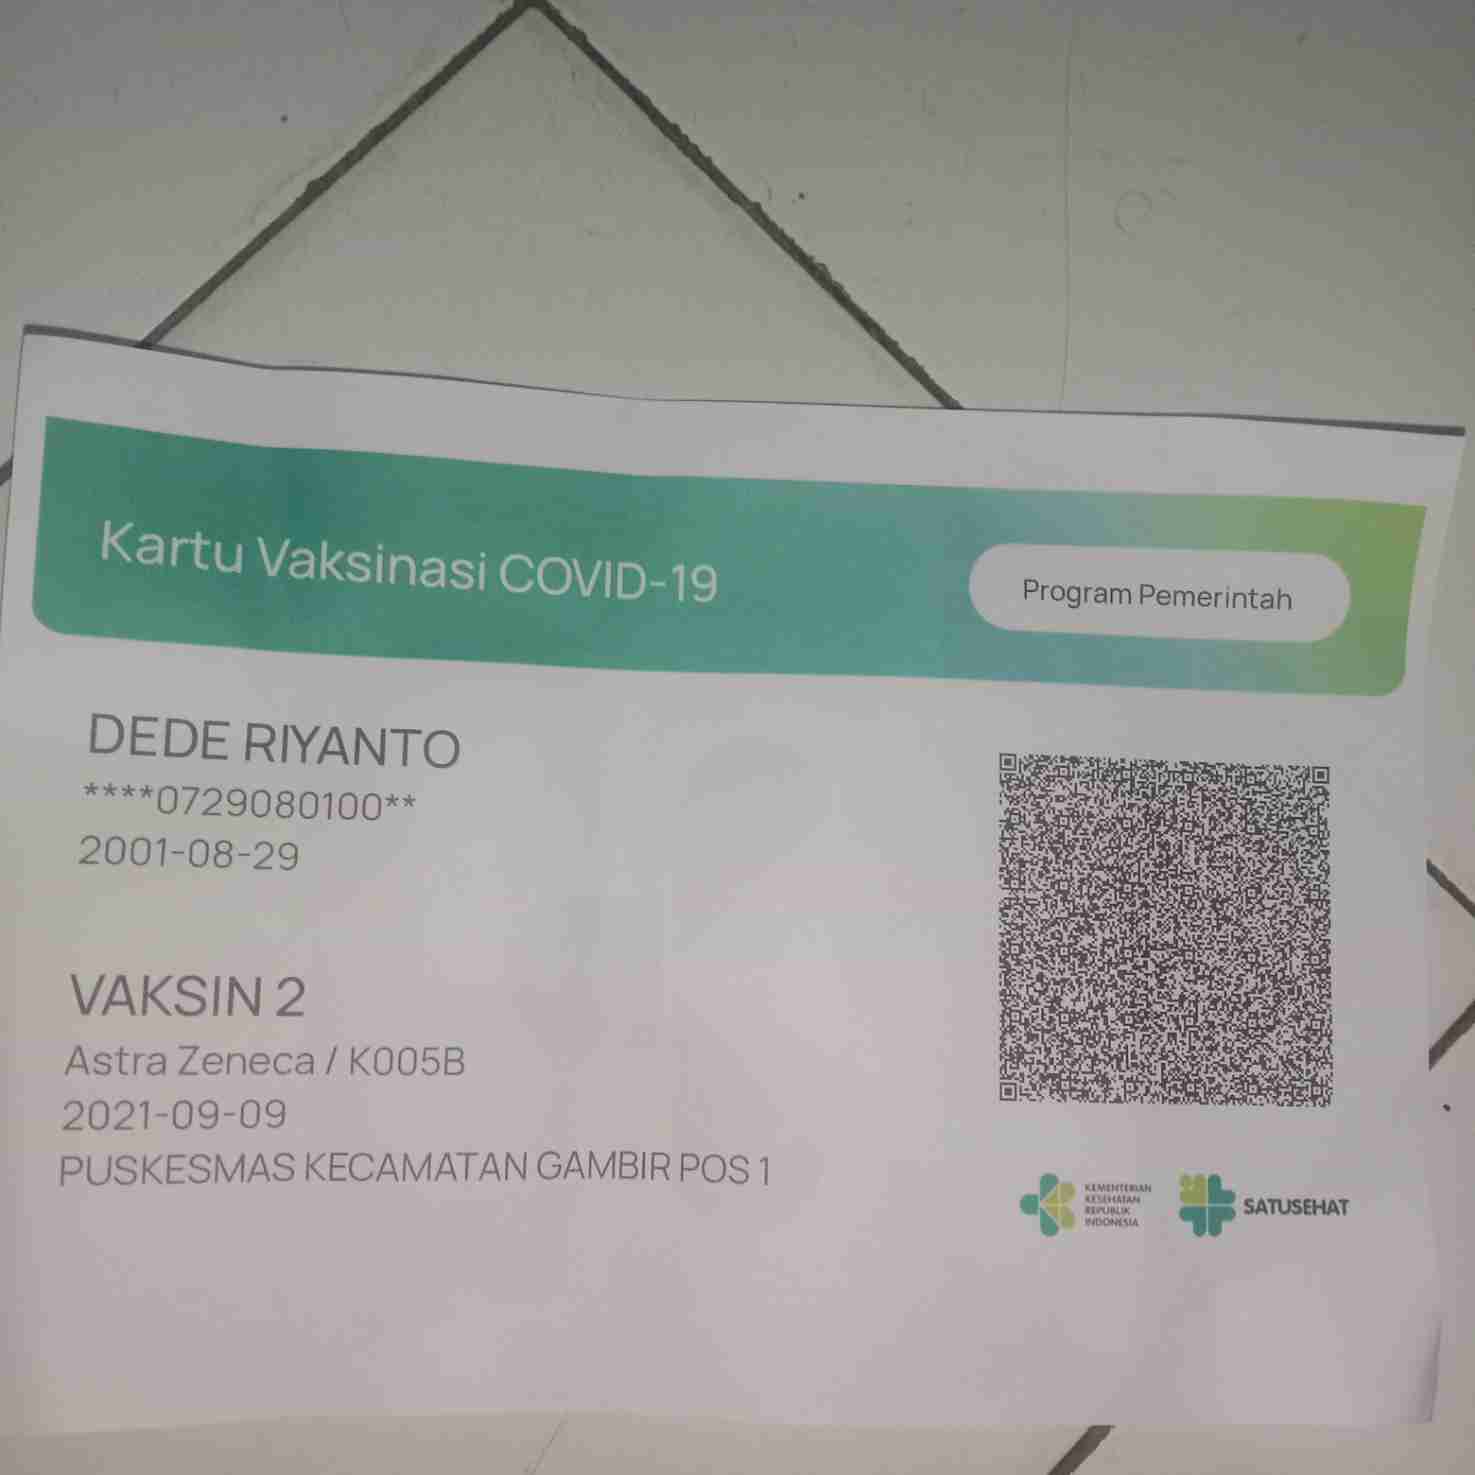 Kartu Vaksinasi COVID-19
Program Pemerintah
DEDE RIYANTO
****0729080100**
2001-08-29
VAKSIN 2
Astra Zeneca / K005B
2021-09-09
PUSKESMAS KECAMATAN GAMBIR POS 1
KEMENTERIAN
KESEHATAN
REPUBLIK
INDONESIA
SATUSEHAT